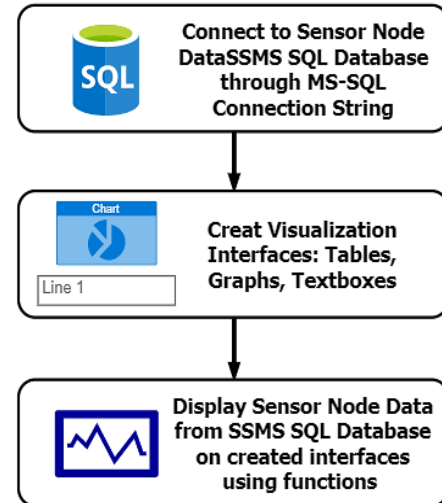 SQL
Connect to Sensor Node
DataSSMS SQL Database
through MS-SQL
Connection String
Chart
Line 1
Creat Visualization
Interfaces: Tables,
Graphs, Textboxes
Display Sensor Node Data
from SSMS SQL Database
on created interfaces
using functions